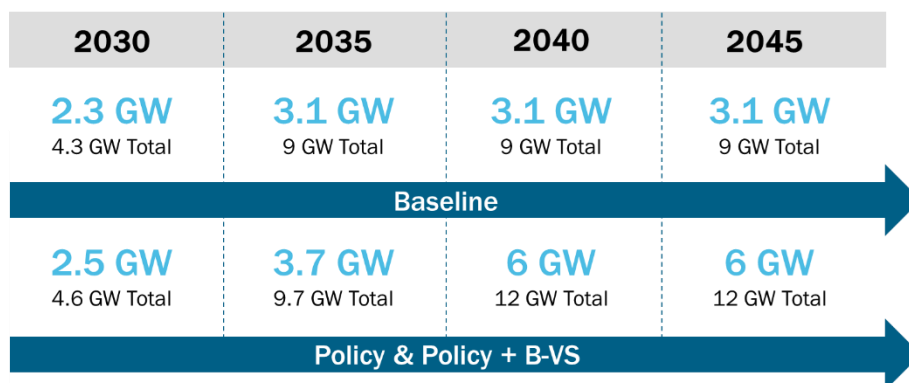 2030 2035 2040 2045
2.3 GW 3.1 GW 3.1 GW 3.1 GW
4.3 GW Total 9 GW Total 9 GW Total 9 GW Total
Baseline
2.5 GW 3.7 GW 6 GW 6 GW
4.6 GW Total 9.7 GW Total 12 GW Total 12 GW Total
Policy & Policy + B-VS